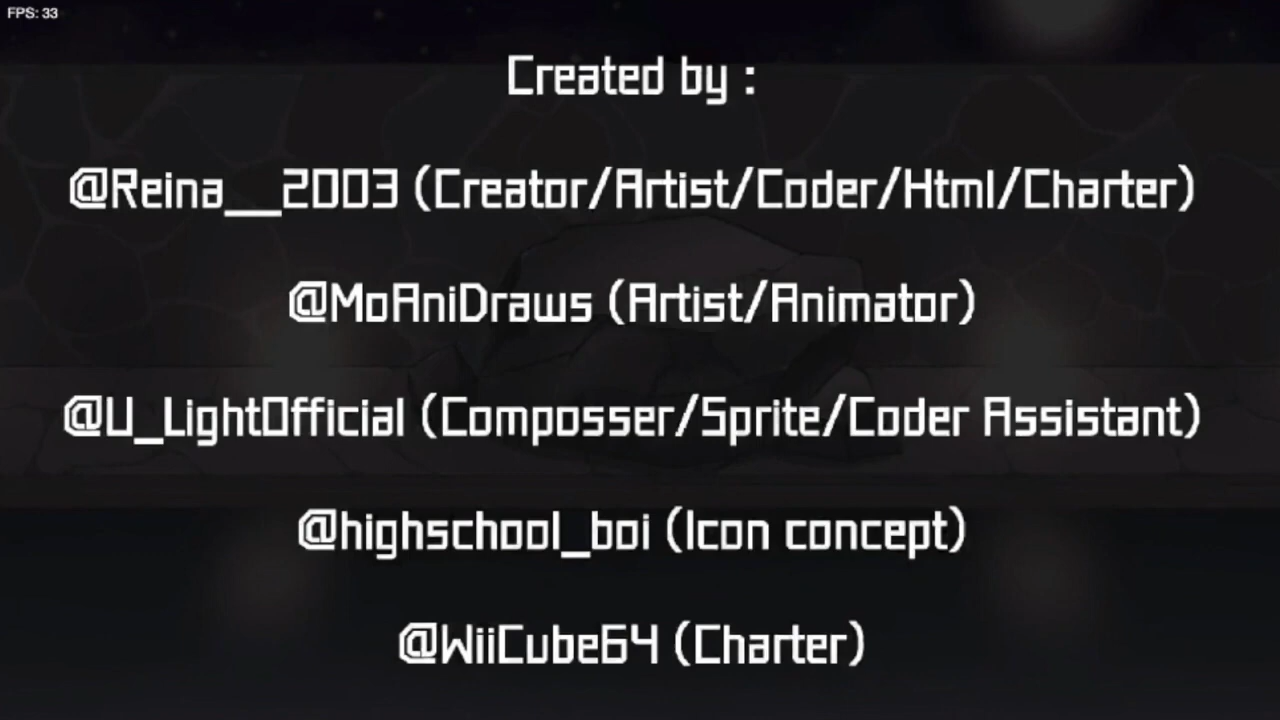 FPS: 33
Created by :
@Reina__2003 (Creator/Artist/Coder/Html/Charter)
@MoAniDraws (Artist/Animator)
@U_LightOfficial (Composser/Sprite/Coder Assistant)
@highschool_boi (Icon concept)
@WiiCube64 (Charter)